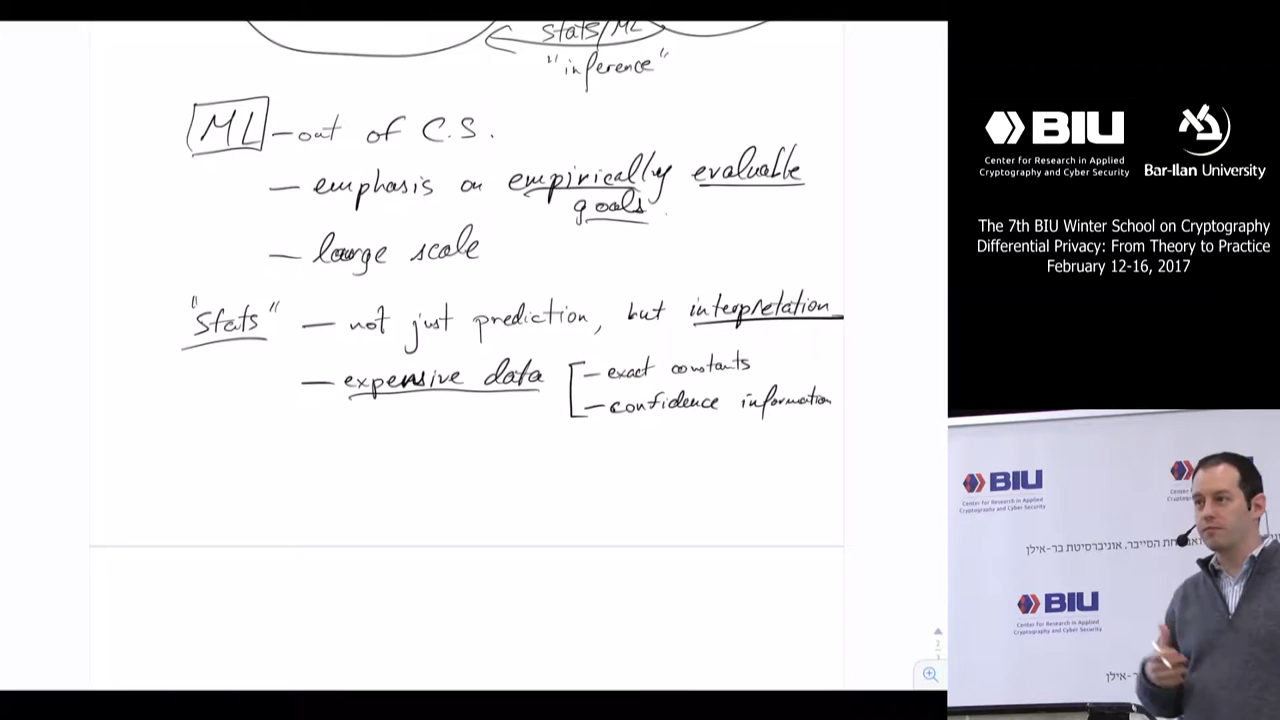 Stats/ML
"inference"
ML - out of C.S.
- emphasis on empirically evaluable
goals
- large scale
"Stats" - not just prediction, but interpretation
- expensive data
- exact constants
- confidence information
BIU
Center for Research in Applied
Cryptography and Cyber Security
Bar-Ilan University
The 7th BIU Winter School on Cryptography
Differential Privacy: From Theory to Practice
February 12-16, 2017
BIU
Center for Research in Applied
Cryptography and Cyber Security
אוניברסיטת בר-אילן
BIU
Center for Research in Applied
Cryptography and Cyber Security